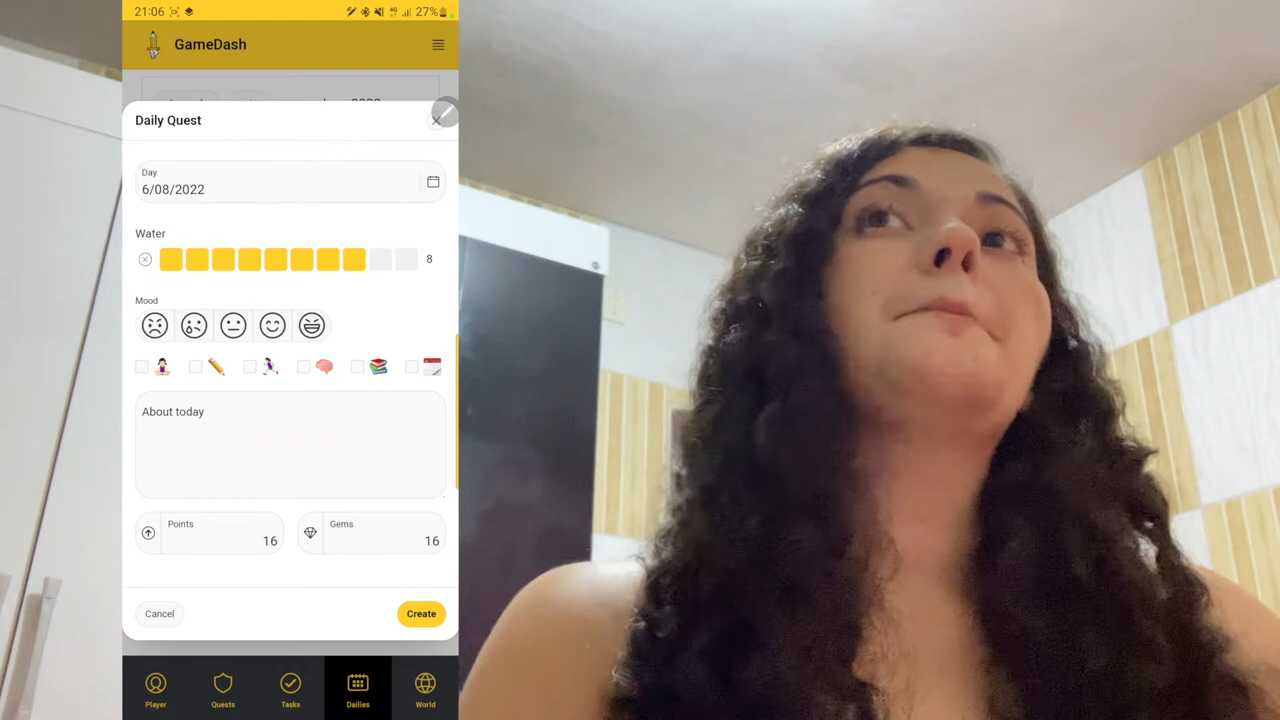 21:06
27%
GameDash
Daily Quest
Day
6/08/2022
Water
8
Mood
About today
Points
16
Gems
16
Cancel
Create
Player
Quests
Tasks
Dailies
World